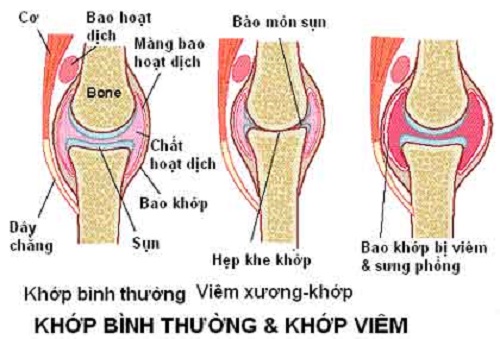 Cơ
Bao hoạt
dịch
Màng bao
hoạt dịch
Bone
Chất
hoạt dịch
Bao khớp
Dây
chằng
Sụn
Bào mòn sụn
Hẹp khe khớp
Bao khớp bị viêm
& sưng phồng
Khớp bình thường
Viêm xương-khớp
KHỚP BÌNH THƯỜNG & KHỚP VIÊM